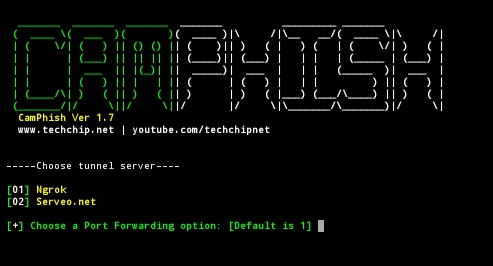 CAMPHISH
CamPhish Ver 1.7
www.techchip.net | youtube.com/techchipnet
-----Choose tunnel server----
[01] Ngrok
[02] Serveo.net
[+] Choose a Port Forwarding option: [Default is 1]